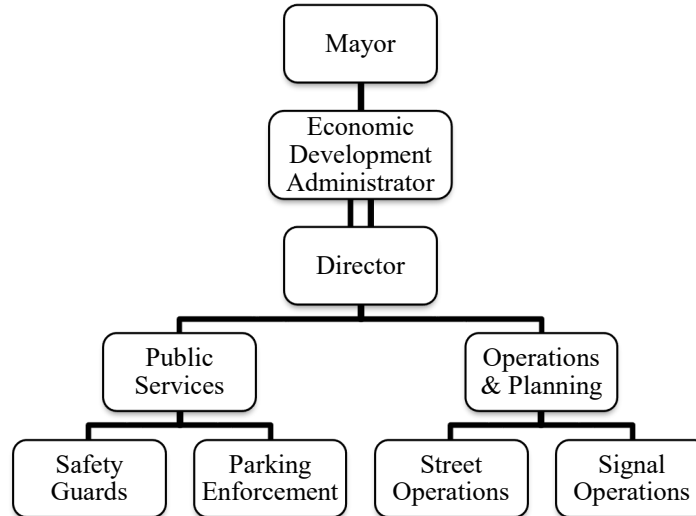 Mayor
Economic
Development
Administrator
Director
Public
Services
Operations
& Planning
Safety
Guards
Parking
Enforcement
Street
Operations
Signal
Operations